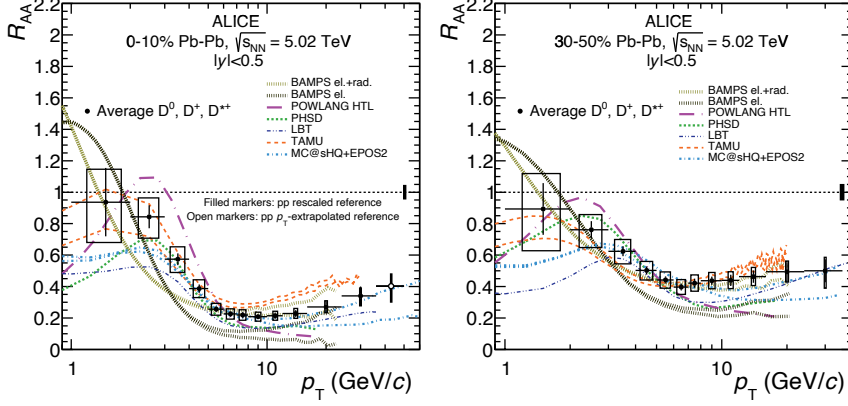 R_AA
2.2
2
1.8
1.6
1.4
1.2
1
0.8
0.6
0.4
0.2
0
ALICE
0-10% Pb-Pb, √s_NN = 5.02 TeV
|y|<0.5
Average D⁰, D⁺, D*⁺
BAMPS el.+rad.
BAMPS el.
POWLANG HTL
PHSD
LBT
TAMU
MC@sHQ+EPOS2
Filled markers: pp rescaled reference
Open markers: pp p_T-extrapolated reference
1
10
p_T (GeV/c)
R_AA
2.2
2
1.8
1.6
1.4
1.2
1
0.8
0.6
0.4
0.2
0
ALICE
30-50% Pb-Pb, √s_NN = 5.02 TeV
|y|<0.5
Average D⁰, D⁺, D*⁺
BAMPS el.+rad.
BAMPS el.
POWLANG HTL
PHSD
LBT
TAMU
MC@sHQ+EPOS2
1
10
p_T (GeV/c)